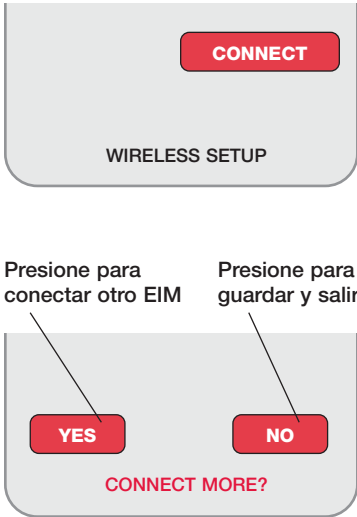 CONNECT
WIRELESS SETUP
Presione para
conectar otro EIM
Presione para
guardar y salir
YES
NO
CONNECT MORE?